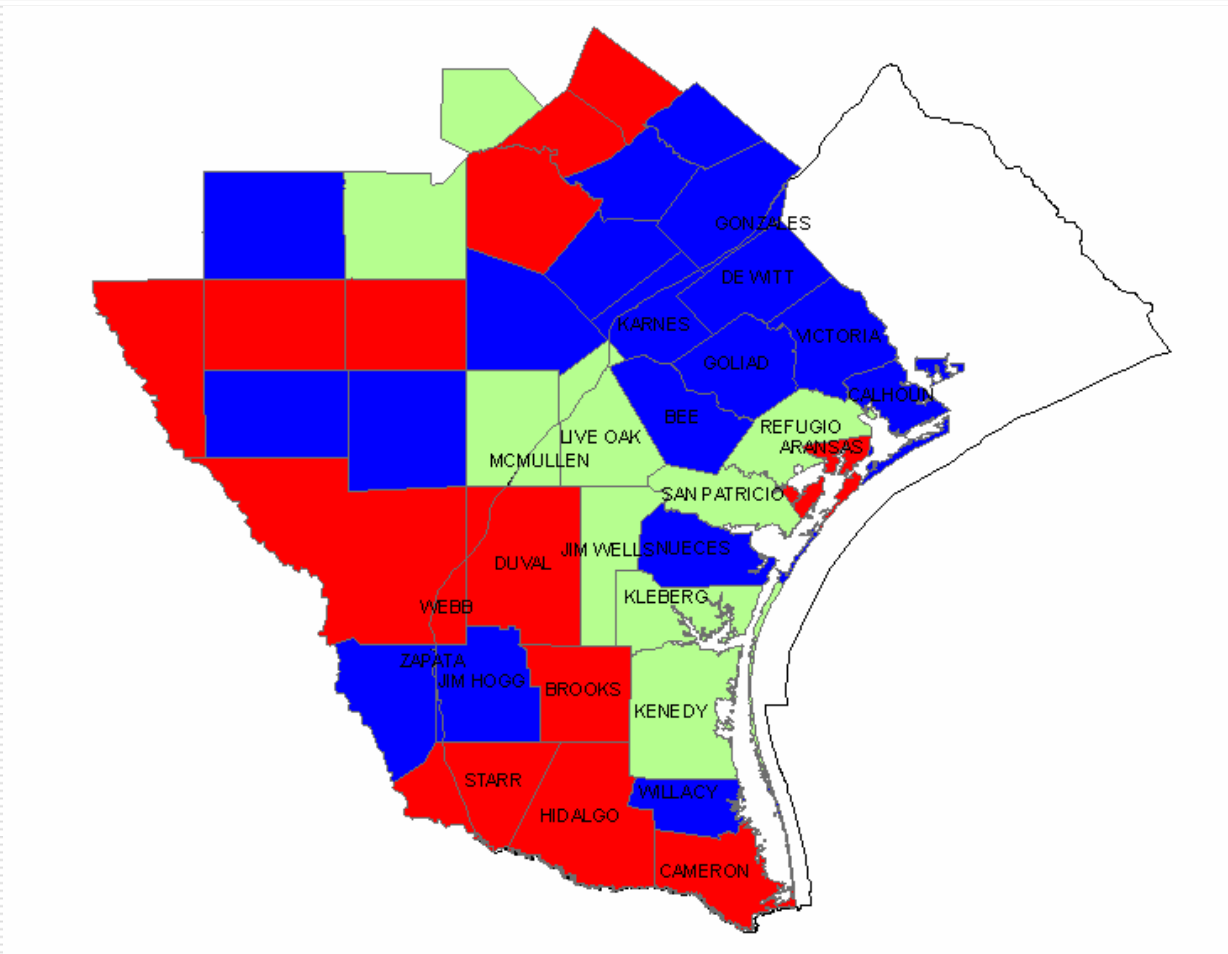 GONZALES
DE WITT
KARNES
VICTORIA
GOLIAD
CALHOUN
BEE
REFUGIO
LIVE OAK
ARANSAS
MCMULLEN
SAN PATRICIO
JIM WELLS
NUECES
DUVAL
KLEBERG
WEBB
ZAPATA
JIM HOGG
BROOKS
KENEDY
STARR
WILLACY
HIDALGO
CAMERON